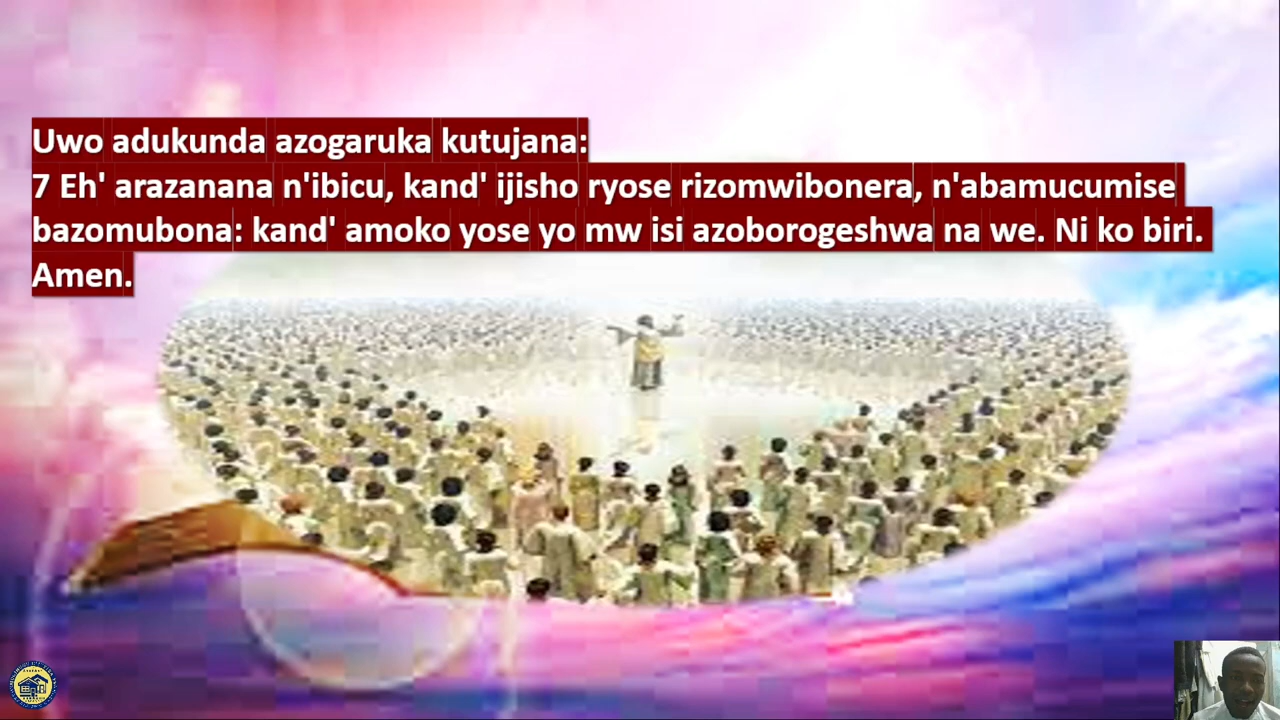 Uwo adukunda azogaruka kutujana:
7 Eh' arazanana n'ibicu, kand' ijisho ryose rizomwibonera, n'abamucumise
bazomubona: kand' amoko yose yo mw isi azoborogeshwa na we. Ni ko biri.
Amen.